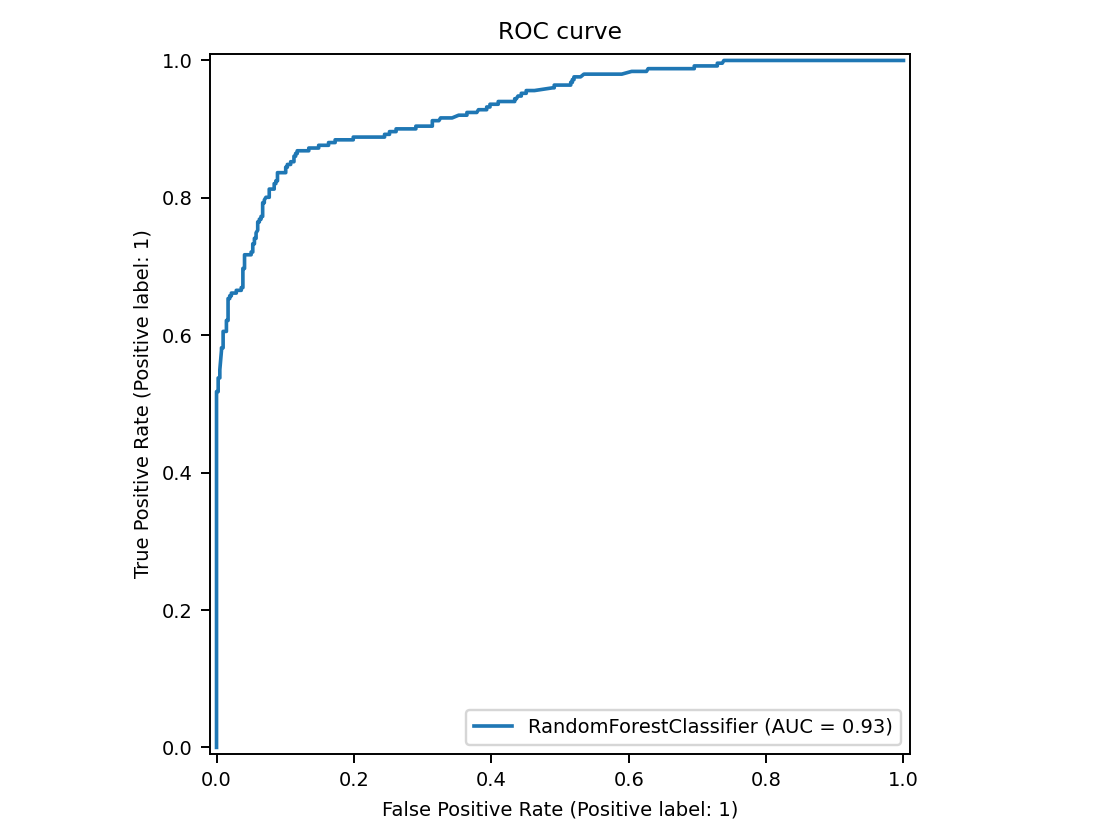 ROC curve
1.0
0.8
0.6
0.4
0.2
0.0
True Positive Rate (Positive label: 1)
RandomForestClassifier (AUC = 0.93)
0.0 0.2 0.4 0.6 0.8 1.0
False Positive Rate (Positive label: 1)